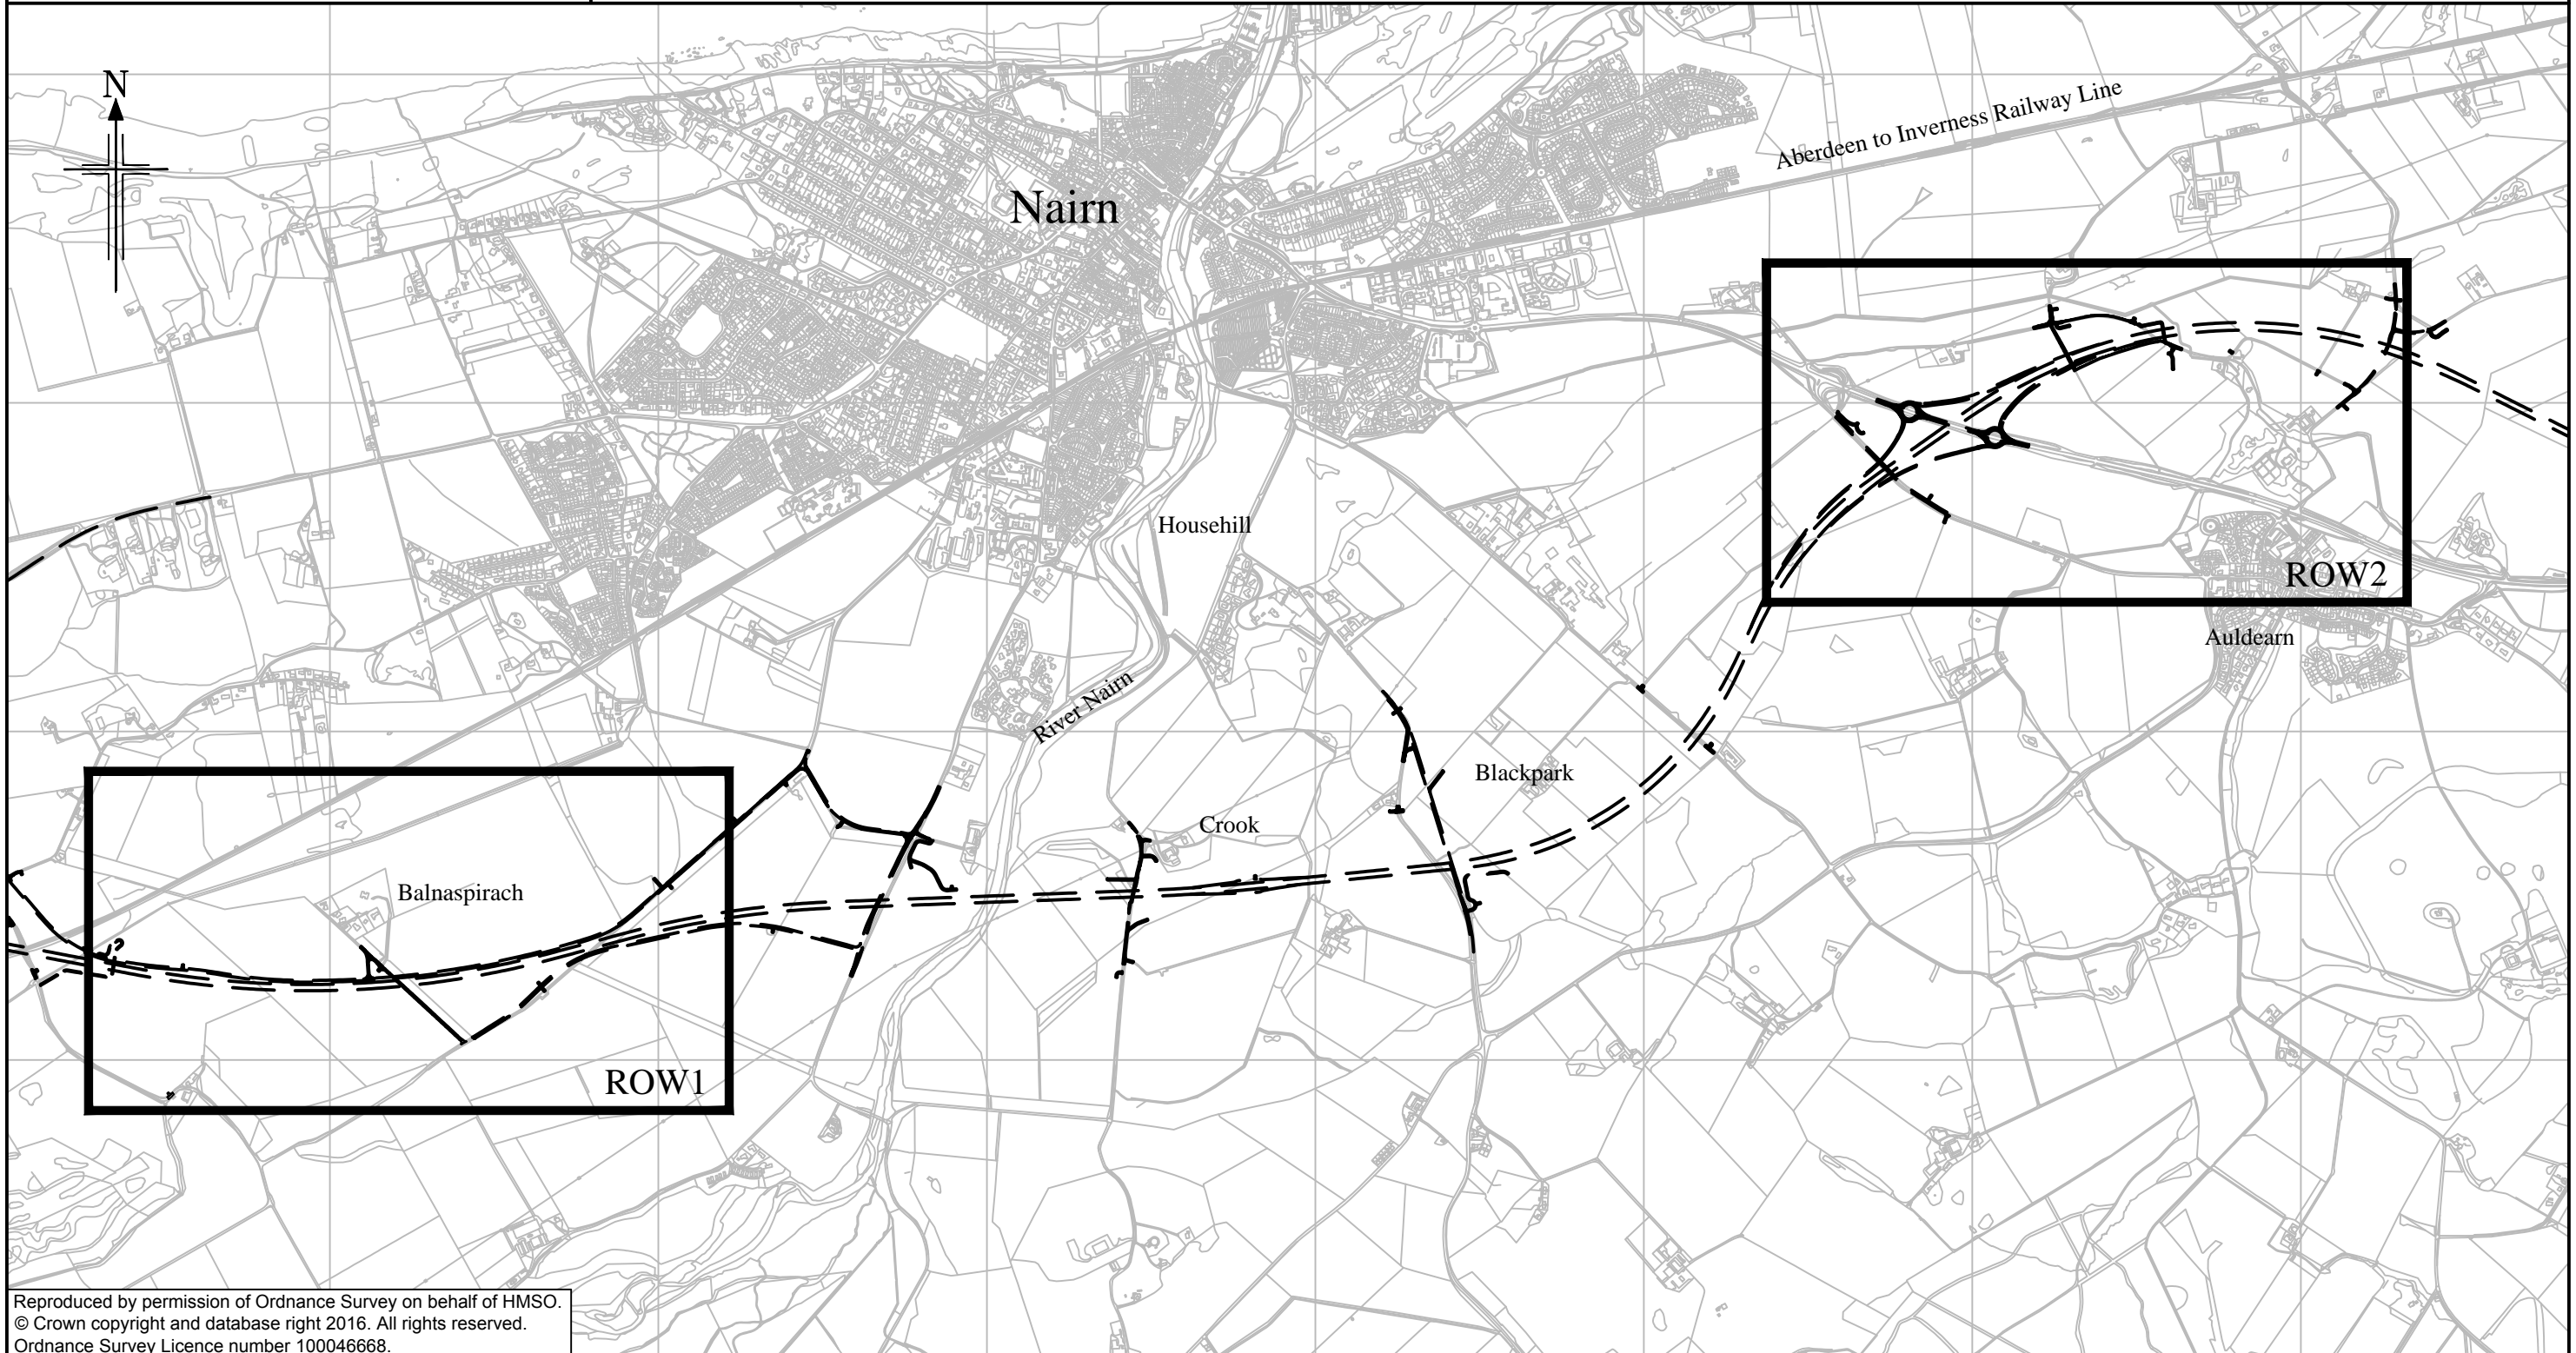 N
Aberdeen to Inverness Railway Line
Nairn
Househill
ROW2
Auldearn
River Nairn
Blackpark
Crook
Balnaspirach
ROW1
Reproduced by permission of Ordnance Survey on behalf of HMSO.
© Crown copyright and database right 2016. All rights reserved.
Ordnance Survey Licence number 100046668.